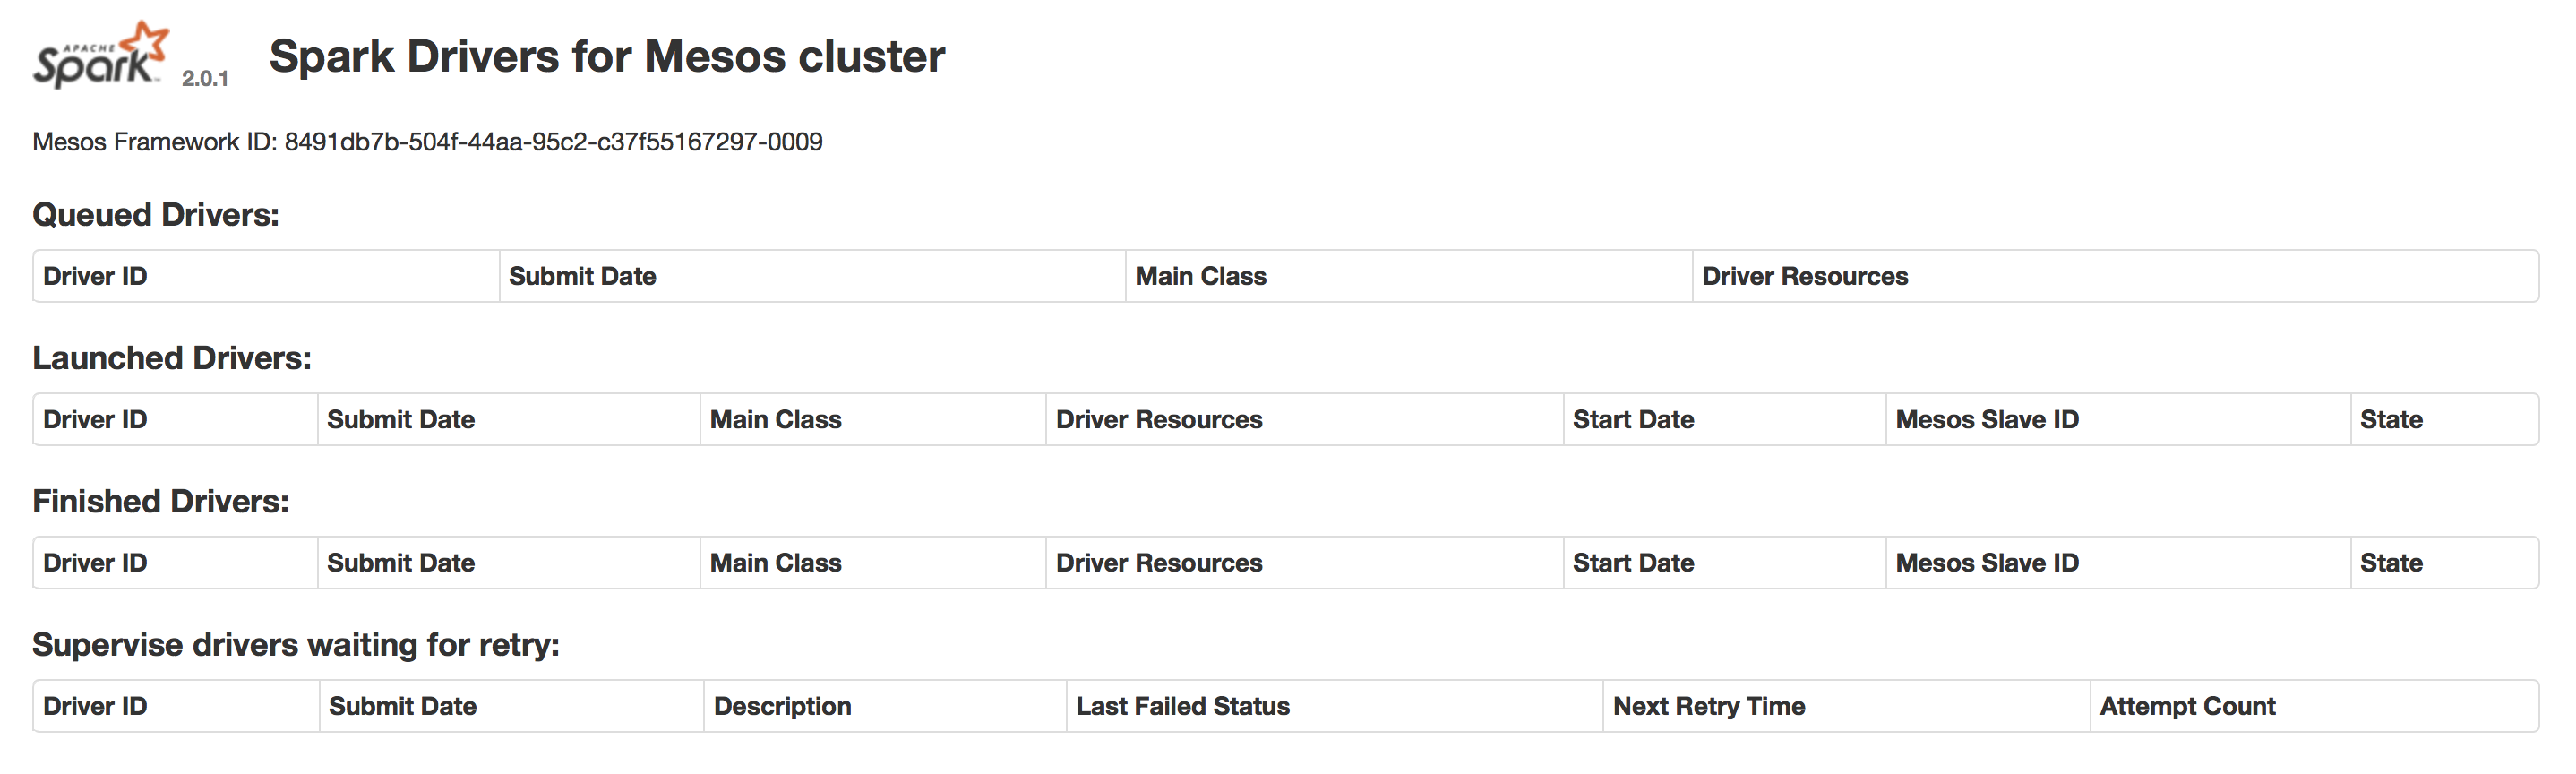 APACHE
Spark™ 2.0.1 Spark Drivers for Mesos cluster
Mesos Framework ID: 8491db7b-504f-44aa-95c2-c37f55167297-0009
Queued Drivers:
Driver ID Submit Date Main Class Driver Resources
Launched Drivers:
Driver ID Submit Date Main Class Driver Resources Start Date Mesos Slave ID State
Finished Drivers:
Driver ID Submit Date Main Class Driver Resources Start Date Mesos Slave ID State
Supervise drivers waiting for retry:
Driver ID Submit Date Description Last Failed Status Next Retry Time Attempt Count